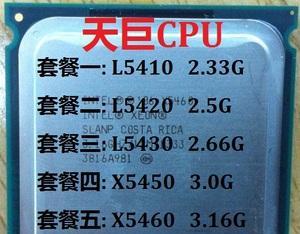 天巨CPU
套餐一: L5410 2.33G
套餐二: L5420 2.5G
INTEL XEON
SLANP COSTA RICA
套餐三: L5430 2.66G
3816A981
套餐四: X5450 3.0G
套餐五: X5460 3.16G